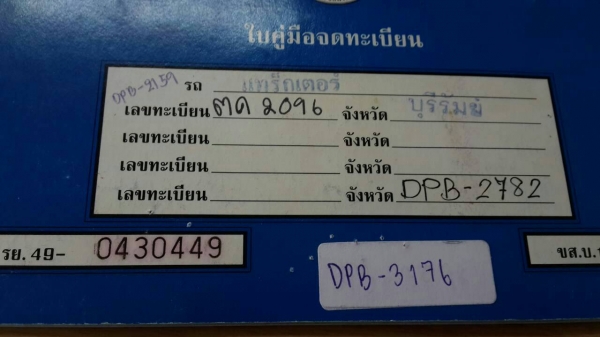 ใบคู่มือจดทะเบียน
DPB-2159 รถ แทร็กเตอร์
เลขทะเบียน ตค 2096 จังหวัด บุรีรัมย์
เลขทะเบียน จังหวัด
เลขทะเบียน จังหวัด
เลขทะเบียน จังหวัด DPB-2782
รย. 49- 0430449
ขส.บ.
DPB-3176